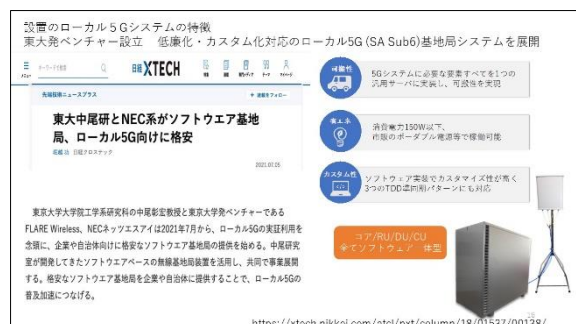 設置のローカル５Gシステムの特徴
東大発ベンチャー設立　低廉化・カスタム化対応のローカル5G (SA Sub6)基地局システムを展開
日経 XTECH
先端技術ニュースプラス
東大中尾研とNEC系がソフトウエア基地
局、ローカル5G向けに格安
日経クロステック
2021.07.05
東京大学大学院工学系研究科の中尾彰宏教授と東京大学発ベンチャーである
FLARE Wireless、NECネッツエスアイは2021年7月から、ローカル5Gの実証利用を
念頭に、企業や自治体向けに格安なソフトウエア基地局の提供を始める。中尾研究
室が開発してきたソフトウエアベースの無線基地局装置を活用し、共同で事業展開
する。格安なソフトウエア基地局を企業や自治体に提供することで、ローカル5Gの
普及加速につなげる。
可搬性
5Gシステムに必要な要素すべてを1つの
汎用サーバに実装し、可搬性を実現
省エネ
消費電力150W以下、
市販のポータブル電源等で稼働可能
カスタム性
ソフトウェア実装でカスタマイズ性が高く
3つのTDD準同期パターンにも対応
コア/RU/DU/CU
全てソフトウェア一体型
https://xtech.nikkei.com/atcl/nxt/column/18/01537/00138/